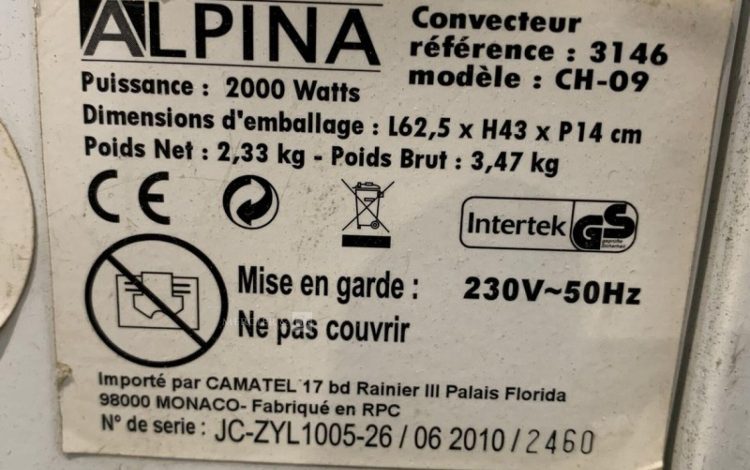 ALPINA
Convecteur
référence : 3146
modèle : CH-09
Puissance : 2000 Watts
Dimensions d'emballage : L62,5 x H43 x P14 cm
Poids Net : 2,33 kg - Poids Brut : 3,47 kg
CE
Intertek GS
geprüfte
Sicherheit
Mise en garde : 230V~50Hz
Ne pas couvrir
Importé par CAMATEL 17 bd Rainier III Palais Florida
98000 MONACO- Fabriqué en RPC
N° de serie : JC-ZYL1005-26 / 06 2010 / 2460